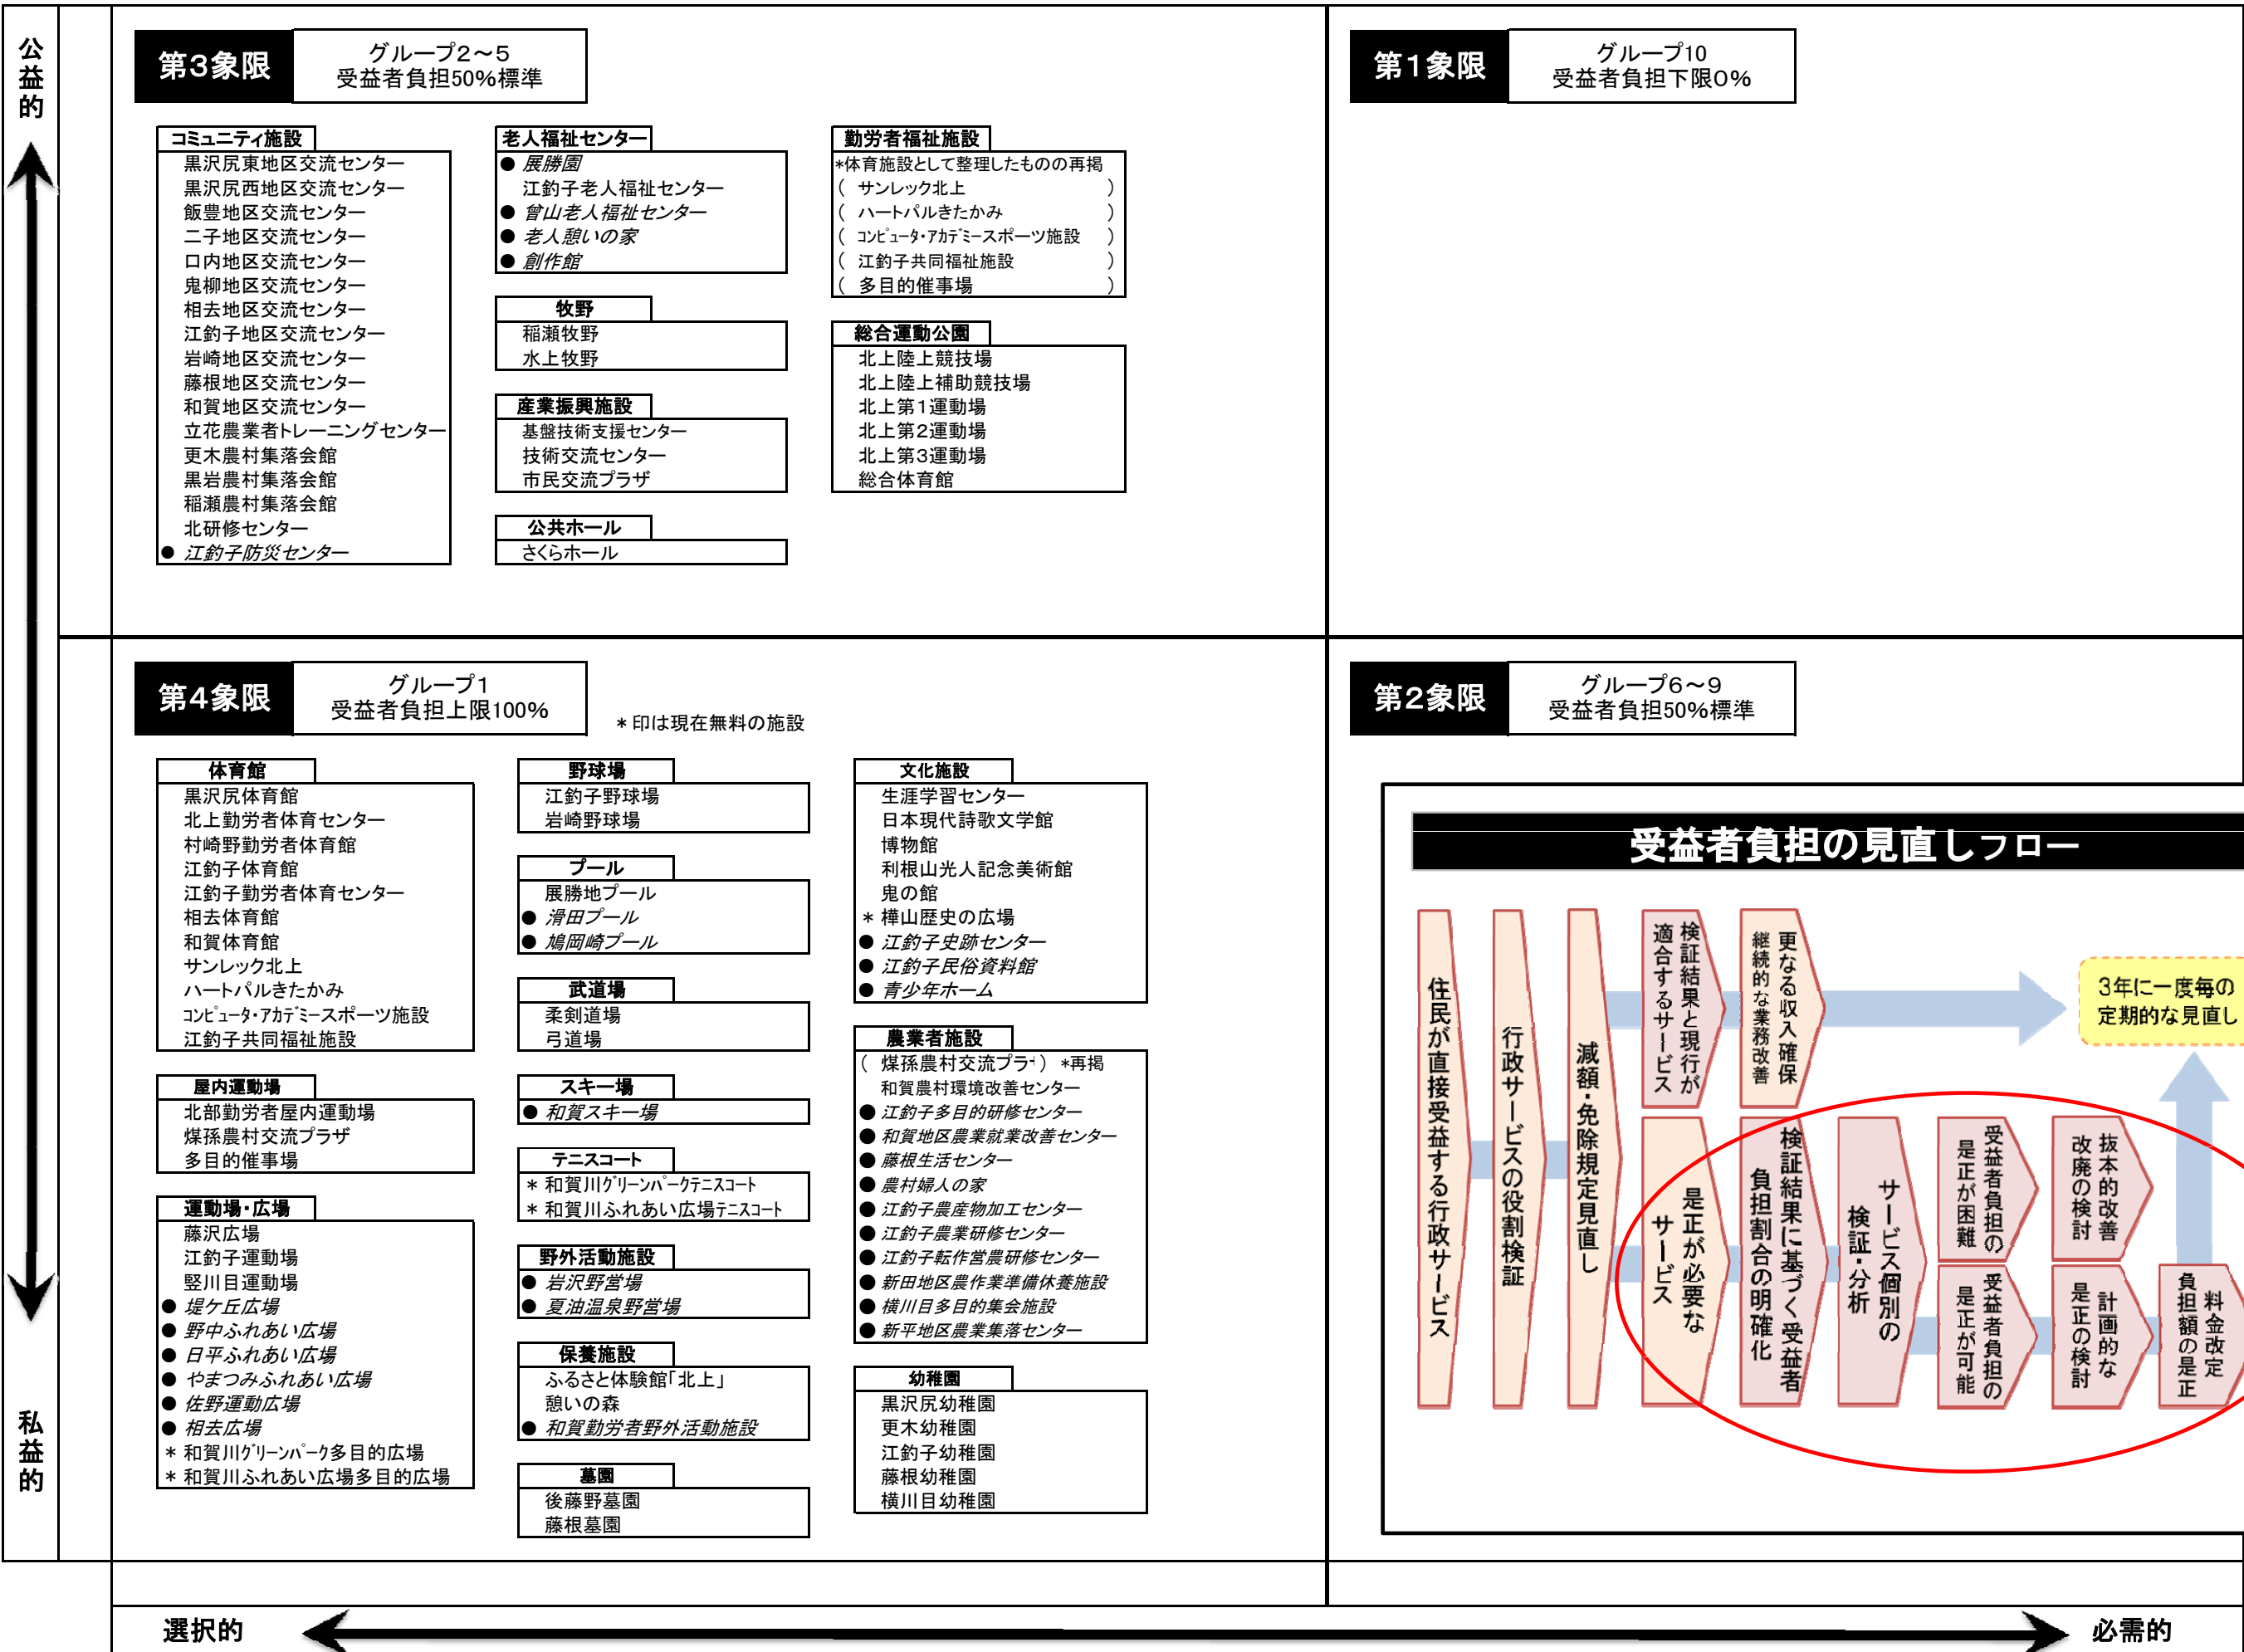 公益的
第3象限
グループ2～5
受益者負担50%標準
コミュニティ施設
黒沢尻東地区交流センター
黒沢尻西地区交流センター
飯豊地区交流センター
二子地区交流センター
口内地区交流センター
鬼柳地区交流センター
相去地区交流センター
江釣子地区交流センター
岩崎地区交流センター
藤根地区交流センター
和賀地区交流センター
立花農業者トレーニングセンター
更木農村集落会館
黒岩農村集落会館
稲瀬農村集落会館
北研修センター
● 江釣子防災センター
老人福祉センター
● 展勝園
江釣子老人福祉センター
● 曾山老人福祉センター
● 老人憩いの家
● 創作館
牧野
稲瀬牧野
水上牧野
産業振興施設
基盤技術支援センター
技術交流センター
市民交流プラザ
公共ホール
さくらホール
勤労者福祉施設
*体育施設として整理したものの再掲
( サンレック北上 )
( ハートパルきたかみ )
( ｺﾝﾋﾟｭｰﾀ･ｱｶﾃﾞﾐｰスポーツ施設 )
( 江釣子共同福祉施設 )
( 多目的催事場 )
総合運動公園
北上陸上競技場
北上陸上補助競技場
北上第1運動場
北上第2運動場
北上第3運動場
総合体育館
第1象限
グループ10
受益者負担下限0%
第4象限
グループ1
受益者負担上限100%
*印は現在無料の施設
体育館
黒沢尻体育館
北上勤労者体育センター
村崎野勤労者体育館
江釣子体育館
江釣子勤労者体育センター
相去体育館
和賀体育館
サンレック北上
ハートパルきたかみ
ｺﾝﾋﾟｭｰﾀ･ｱｶﾃﾞﾐｰスポーツ施設
江釣子共同福祉施設
屋内運動場
北部勤労者屋内運動場
煤孫農村交流プラザ
多目的催事場
運動場・広場
藤沢広場
江釣子運動場
竪川目運動場
● 堤ケ丘広場
● 野中ふれあい広場
● 日平ふれあい広場
● やまつみふれあい広場
● 佐野運動広場
● 相去広場
* 和賀川ｸﾞﾘｰﾝﾊﾟｰｸ多目的広場
* 和賀川ふれあい広場多目的広場
野球場
江釣子野球場
岩崎野球場
プール
展勝地プール
● 滑田プール
● 鳩岡崎プール
武道場
柔剣道場
弓道場
スキー場
● 和賀スキー場
テニスコート
* 和賀川ｸﾞﾘｰﾝﾊﾟｰｸﾃﾆｽｺｰﾄ
* 和賀川ふれあい広場ﾃﾆｽｺｰﾄ
野外活動施設
● 岩沢野営場
● 夏油温泉野営場
保養施設
ふるさと体験館「北上」
憩いの森
● 和賀勤労者野外活動施設
墓園
後藤野墓園
藤根墓園
文化施設
生涯学習センター
日本現代詩歌文学館
博物館
利根山光人記念美術館
鬼の館
* 樺山歴史の広場
● 江釣子史跡センター
● 江釣子民俗資料館
● 青少年ホーム
農業者施設
( 煤孫農村交流プラ ) *再掲
和賀農村環境改善センター
● 江釣子多目的研修センター
● 和賀地区農業就業改善センター
● 藤根生活センター
● 農村婦人の家
● 江釣子農産物加工センター
● 江釣子農業研修センター
● 江釣子転作営農研修センター
● 新田地区農作業準備休養施設
● 横川目多目的集会施設
● 新平地区農業集落センター
幼稚園
黒沢尻幼稚園
更木幼稚園
江釣子幼稚園
藤根幼稚園
横川目幼稚園
第2象限
グループ6～9
受益者負担50%標準
受益者負担の見直しフロー
住民が直接受益する行政サービス
行政サービスの役割検証
減額・免除規定見直し
検証結果と現行が
適合するサービス
更なる収入確保
継続的な業務改善
3年に一度毎の
定期的な見直し
是正が必要な
サービス
検証結果に基づく受益者
負担割合の明確化
サービス個別の
検証・分析
受益者負担の
是正が困難
抜本的改善
改廃の検討
受益者負担の
是正が可能
計画的な
是正の検討
料金改定
負担額の是正
私益的
選択的
必需的